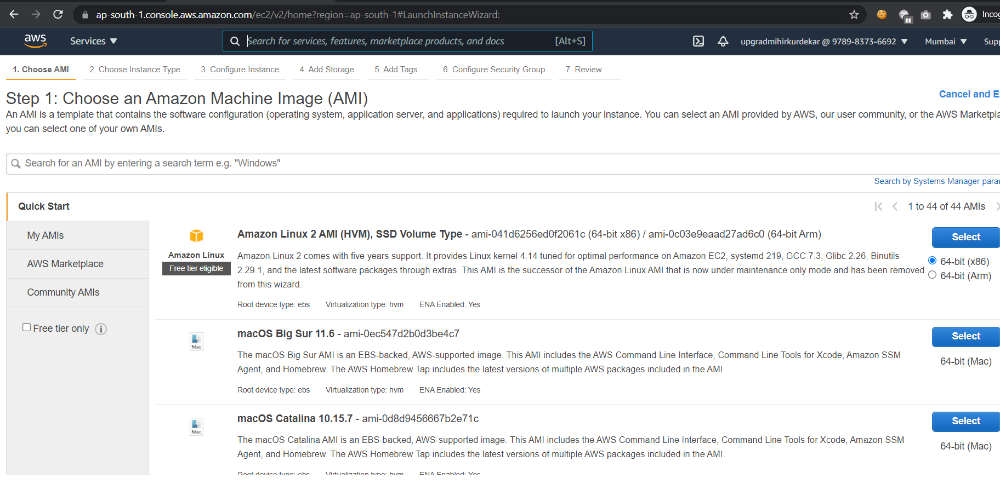 ap-south-1.console.aws.amazon.com/ec2/v2/home?region=ap-south-1#LaunchInstanceWizard:
aws Services Search for services, features, marketplace products, and docs [Alt+S] upgradmihirkurdekar @ 9789-8373-6692 Mumbai
1. Choose AMI 2. Choose Instance Type 3. Configure Instance 4. Add Storage 5. Add Tags 6. Configure Security Group 7. Review
Step 1: Choose an Amazon Machine Image (AMI)
Cancel and
An AMI is a template that contains the software configuration (operating system, application server, and applications) required to launch your instance. You can select an AMI provided by AWS, our user community, or the AWS
you can select one of your own AMIs.
Search for an AMI by entering a search term e.g. "Windows"
Search by Systems Manager
Quick Start
1 to 44 of 44 AMIs
My AMIs
AWS Marketplace
Community AMIs
Free tier only
Amazon Linux
Free tier eligible
Amazon Linux 2 AMI (HVM), SSD Volume Type - ami-041d6256ed0f2061c (64-bit x86) / ami-0c03e9eaad27ad6c0 (64-bit Arm)
Amazon Linux 2 comes with five years support. It provides Linux kernel 4.14 tuned for optimal performance on Amazon EC2, systemd 219, GCC 7.3, Glibc 2.26, Binutils
2.29.1, and the latest software packages through extras. This AMI is the successor of the Amazon Linux AMI that is now under maintenance only mode and has been removed
from this wizard.
Root device type: ebs Virtualization type: hvm ENA Enabled: Yes
Select
64-bit (x86)
64-bit (Arm)
Mac
macOS Big Sur 11.6 - ami-0ec547d2b0d3be4c7
The macOS Big Sur AMI is an EBS-backed, AWS-supported image. This AMI includes the AWS Command Line Interface, Command Line Tools for Xcode, Amazon SSM
Agent, and Homebrew. The AWS Homebrew Tap includes the latest versions of multiple AWS packages included in the AMI.
Root device type: ebs Virtualization type: hvm ENA Enabled: Yes
Select
64-bit (Mac)
Mac
macOS Catalina 10.15.7 - ami-0d8d9456667b2e71c
The macOS Catalina AMI is an EBS-backed, AWS-supported image. This AMI includes the AWS Command Line Interface, Command Line Tools for Xcode, Amazon SSM
Agent, and Homebrew. The AWS Homebrew Tap includes the latest versions of multiple AWS packages included in the AMI.
Root device type: ebs Virtualization type: hvm ENA Enabled: Yes
Select
64-bit (Mac)